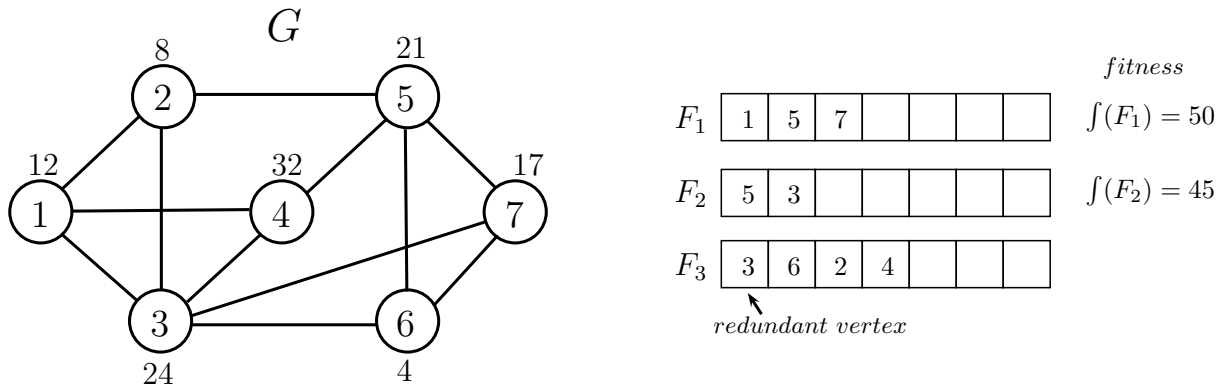 G
8
21
2
5
12
32
17
1
4
7
3
6
24
4
fitness
F₁ 1 5 7 ∫(F₁) = 50
F₂ 5 3 ∫(F₂) = 45
F₃ 3 6 2 4
redundant vertex